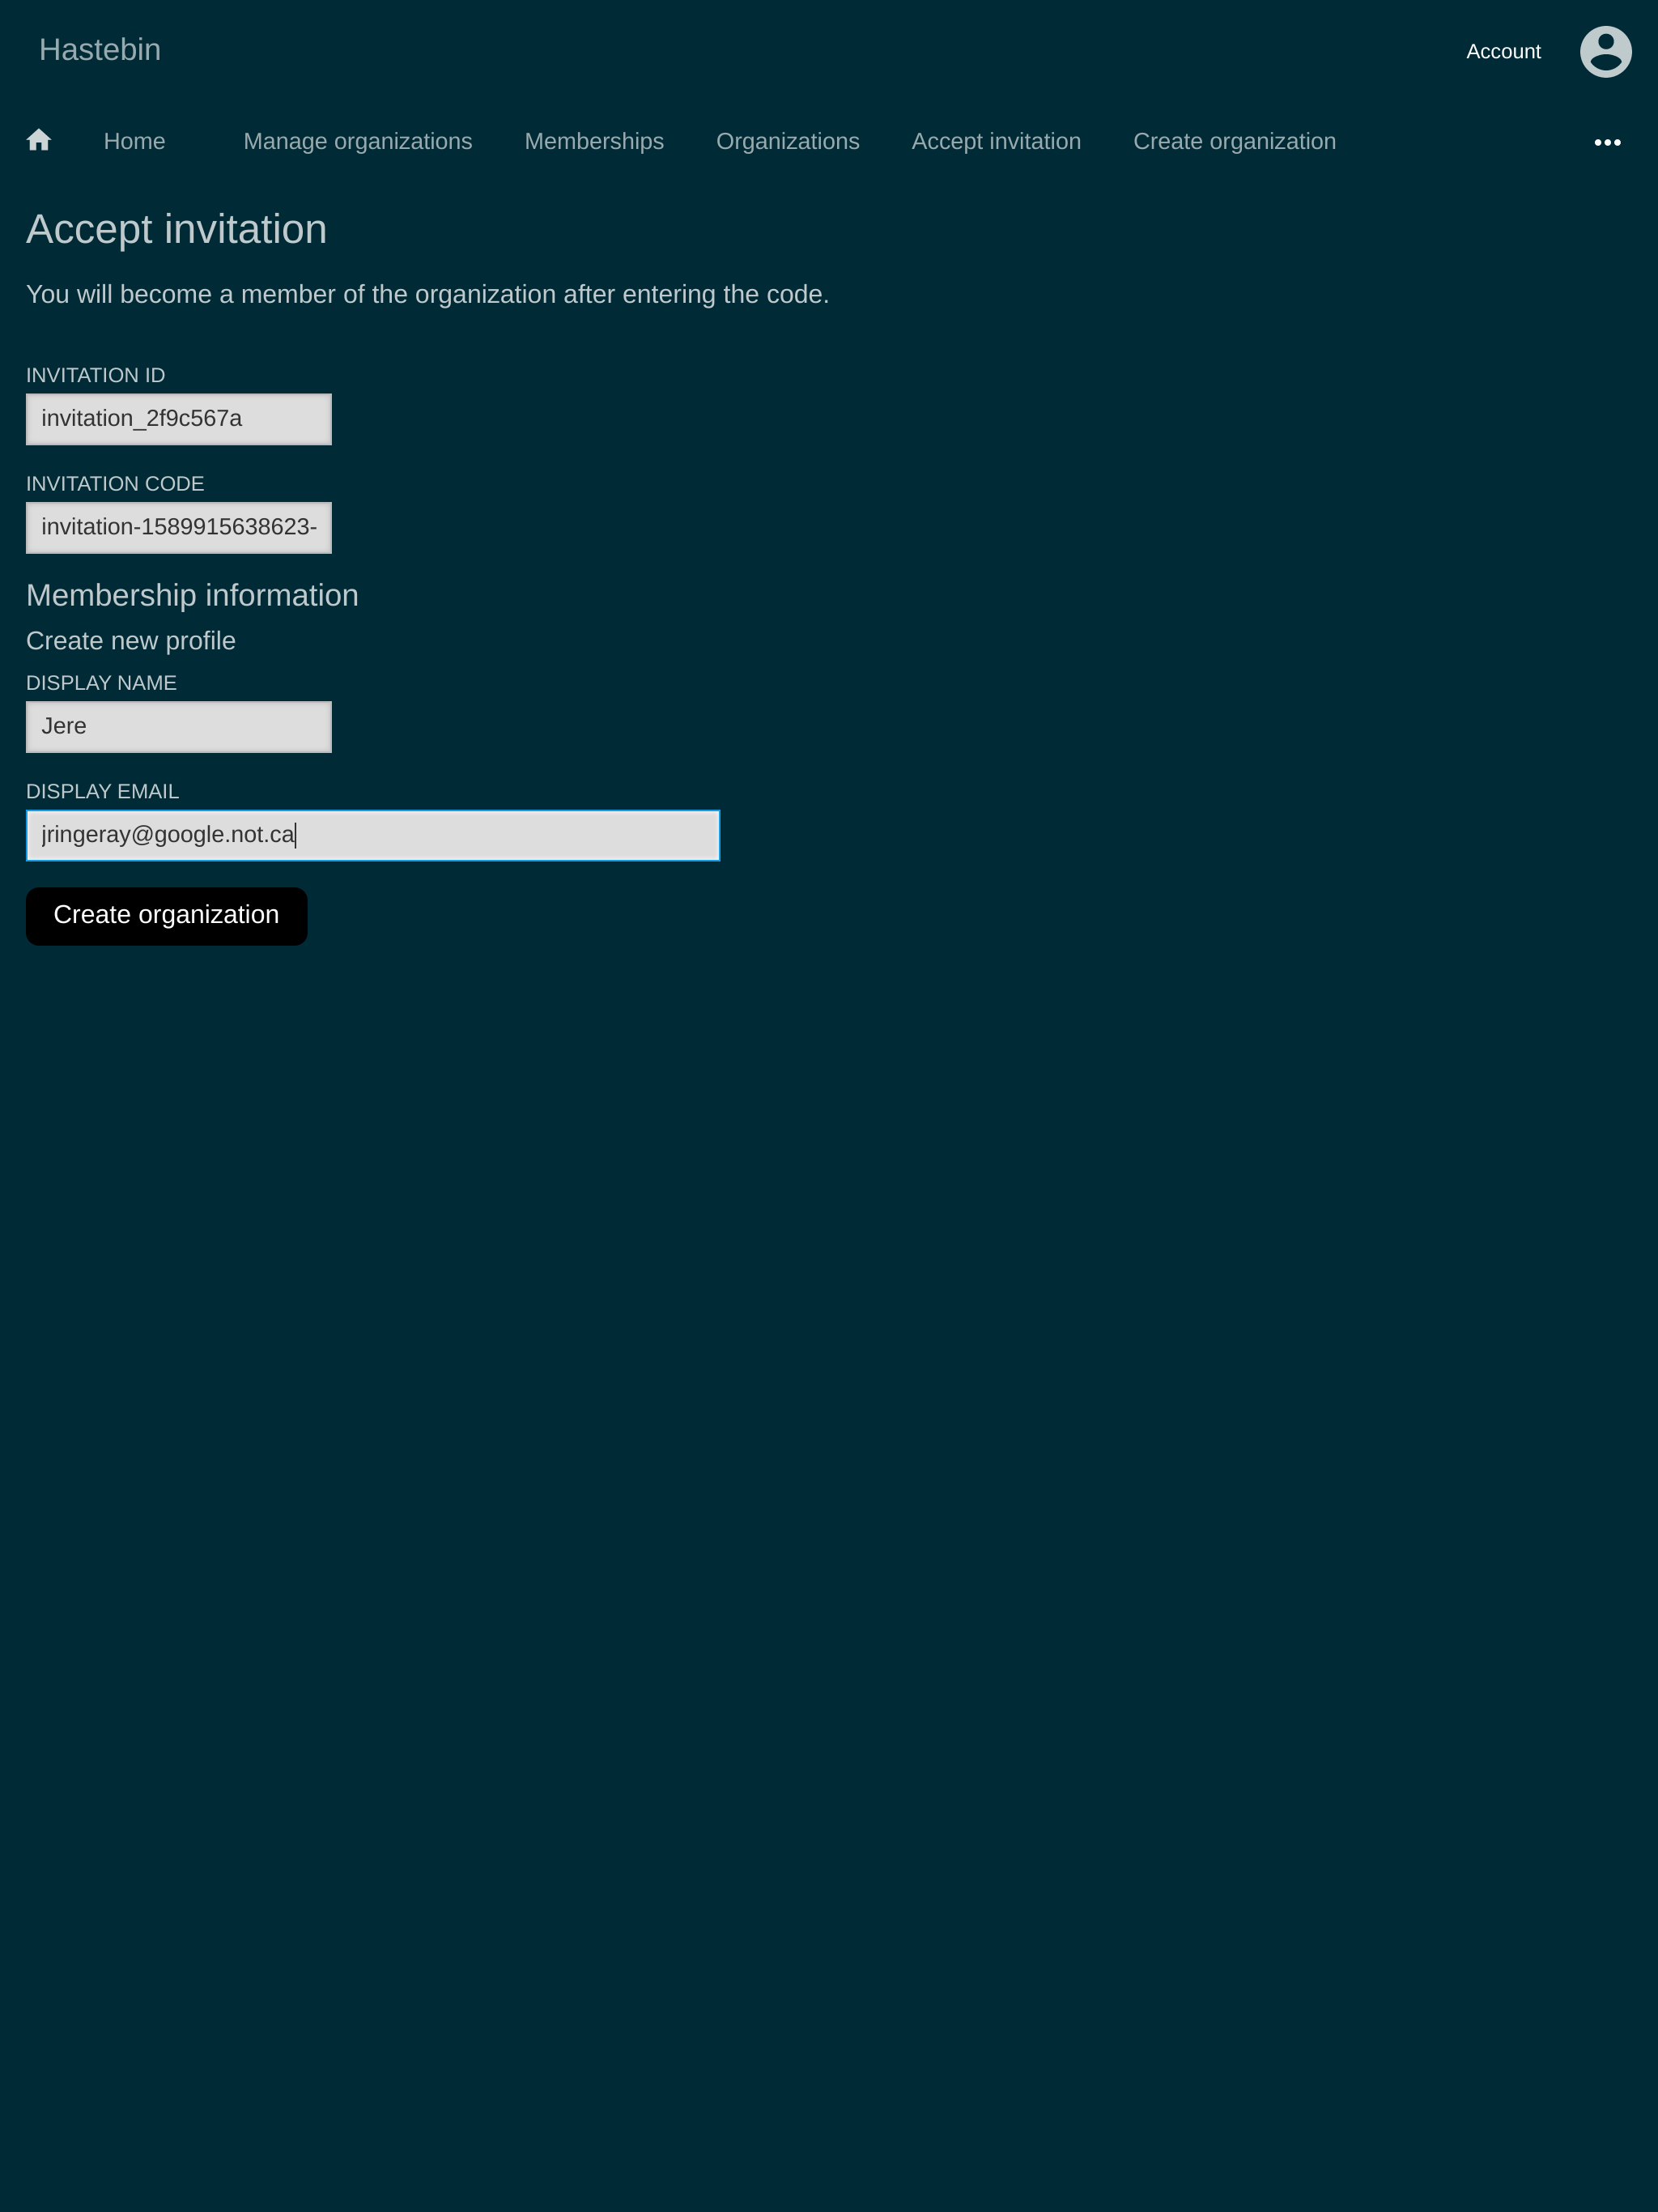 Hastebin
Account
Home Manage organizations Memberships Organizations Accept invitation Create organization
Accept invitation
You will become a member of the organization after entering the code.
INVITATION ID
invitation_2f9c567a
INVITATION CODE
invitation-1589915638623-
Membership information
Create new profile
DISPLAY NAME
Jere
DISPLAY EMAIL
jringeray@google.not.ca
Create organization